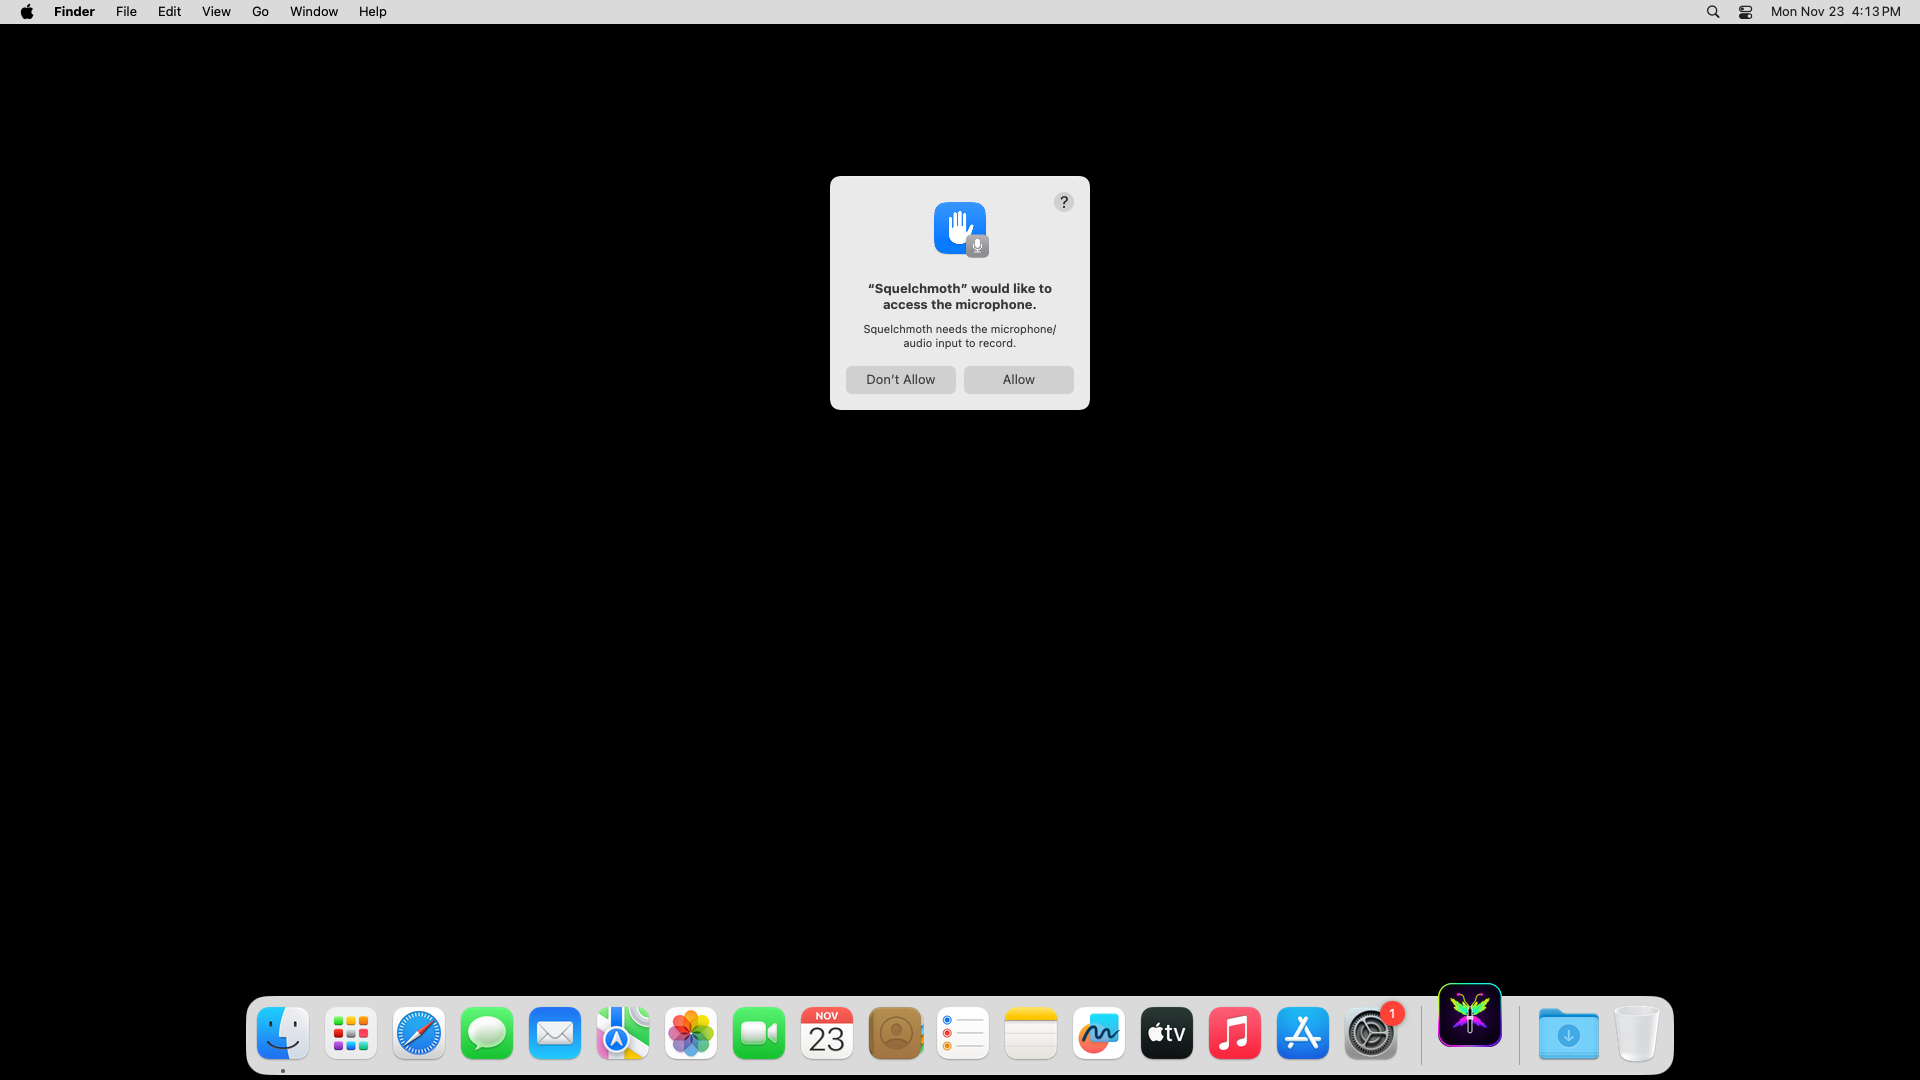 Finder File Edit View Go Window Help Mon Nov 23 4:13 PM
?
“Squelchmoth” would like to
access the microphone.
Squelchmoth needs the microphone/
audio input to record.
Don’t Allow Allow
NOV
23
tv
1